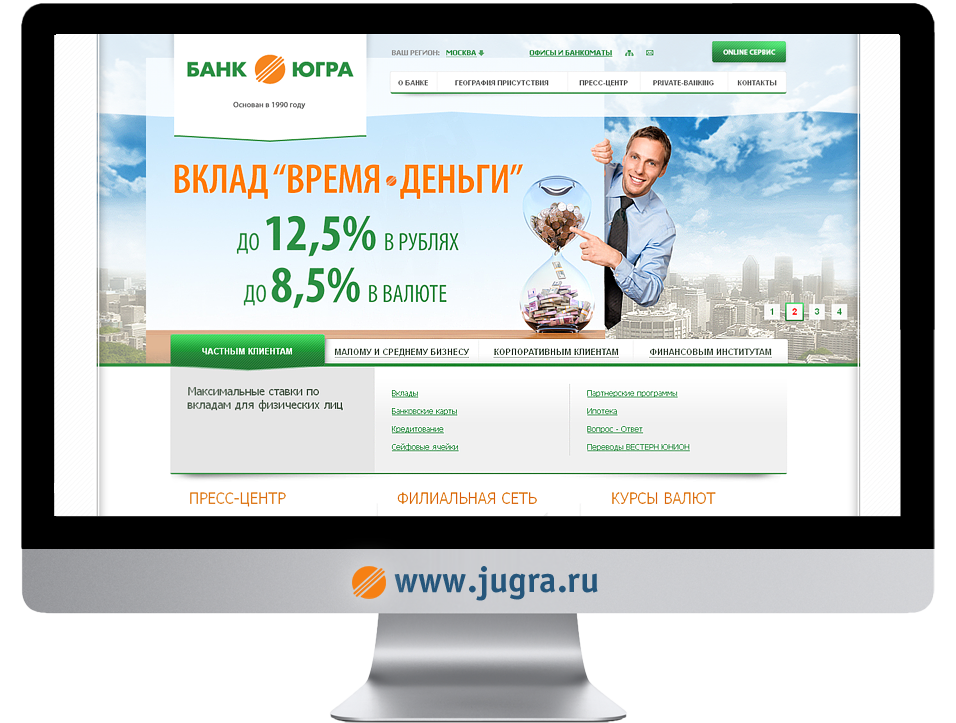 БАНК ЮГРА
Основан в 1990 году
ВАШ РЕГИОН: МОСКВА
ОФИСЫ И БАНКОМАТЫ
ONLINE СЕРВИС
О БАНКЕ
ГЕОГРАФИЯ ПРИСУТСТВИЯ
ПРЕСС-ЦЕНТР
PRIVATE-BANKING
КОНТАКТЫ
ВКЛАД “ВРЕМЯ•ДЕНЬГИ”
ДО 12,5% В РУБЛЯХ
ДО 8,5% В ВАЛЮТЕ
1 2 3 4
ЧАСТНЫМ КЛИЕНТАМ
МАЛОМУ И СРЕДНЕМУ БИЗНЕСУ
КОРПОРАТИВНЫМ КЛИЕНТАМ
ФИНАНСОВЫМ ИНСТИТУТАМ
Максимальные ставки по
вкладам для физических лиц
Вклады
Банковские карты
Кредитование
Сейфовые ячейки
Партнерские программы
Ипотека
Вопрос - Ответ
Переводы ВЕСТЕРН ЮНИОН
ПРЕСС-ЦЕНТР
ФИЛИАЛЬНАЯ СЕТЬ
КУРСЫ ВАЛЮТ
www.jugra.ru